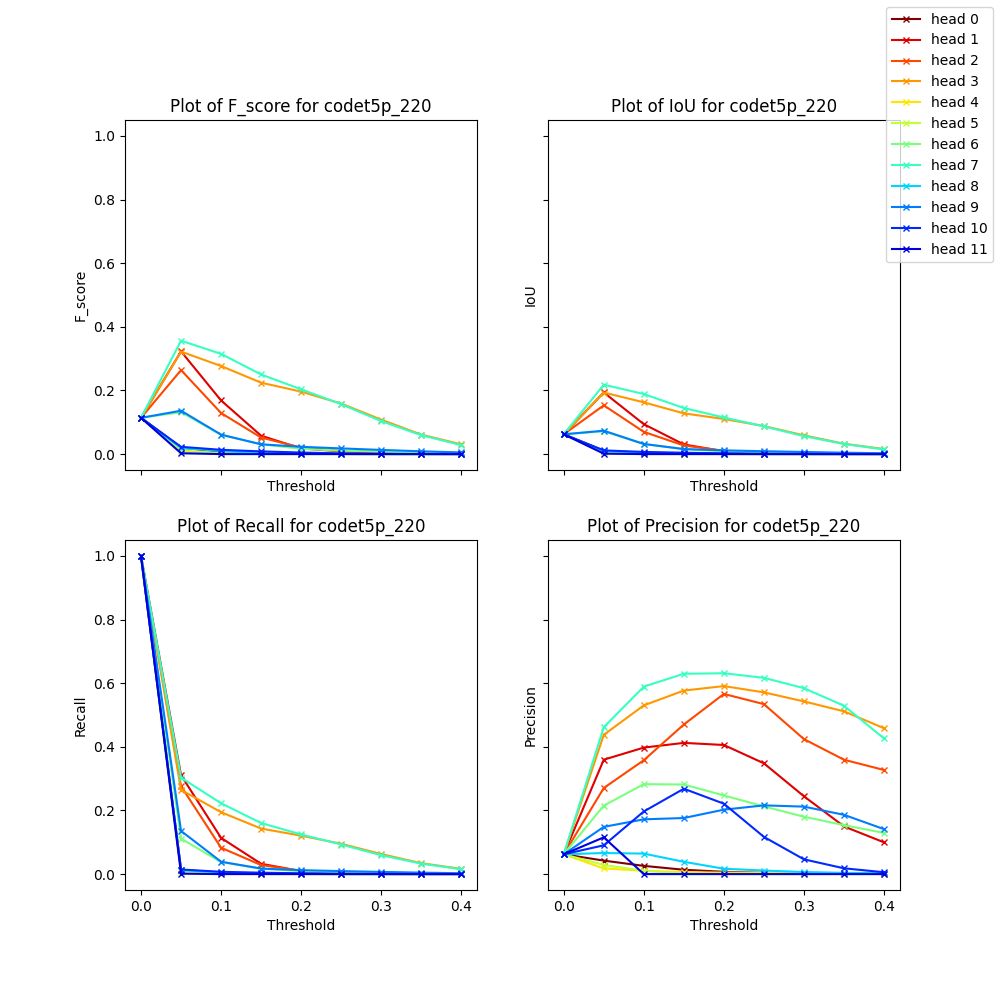 head 0
head 1
head 2
head 3
head 4
head 5
head 6
head 7
head 8
head 9
head 10
head 11
Plot of F_score for codet5p_220
1.0
0.8
0.6
0.4
0.2
0.0
F_score
Threshold
Plot of IoU for codet5p_220
IoU
Threshold
Plot of Recall for codet5p_220
1.0
0.8
0.6
0.4
0.2
0.0
Recall
0.0 0.1 0.2 0.3 0.4
Threshold
Plot of Precision for codet5p_220
Precision
0.0 0.1 0.2 0.3 0.4
Threshold